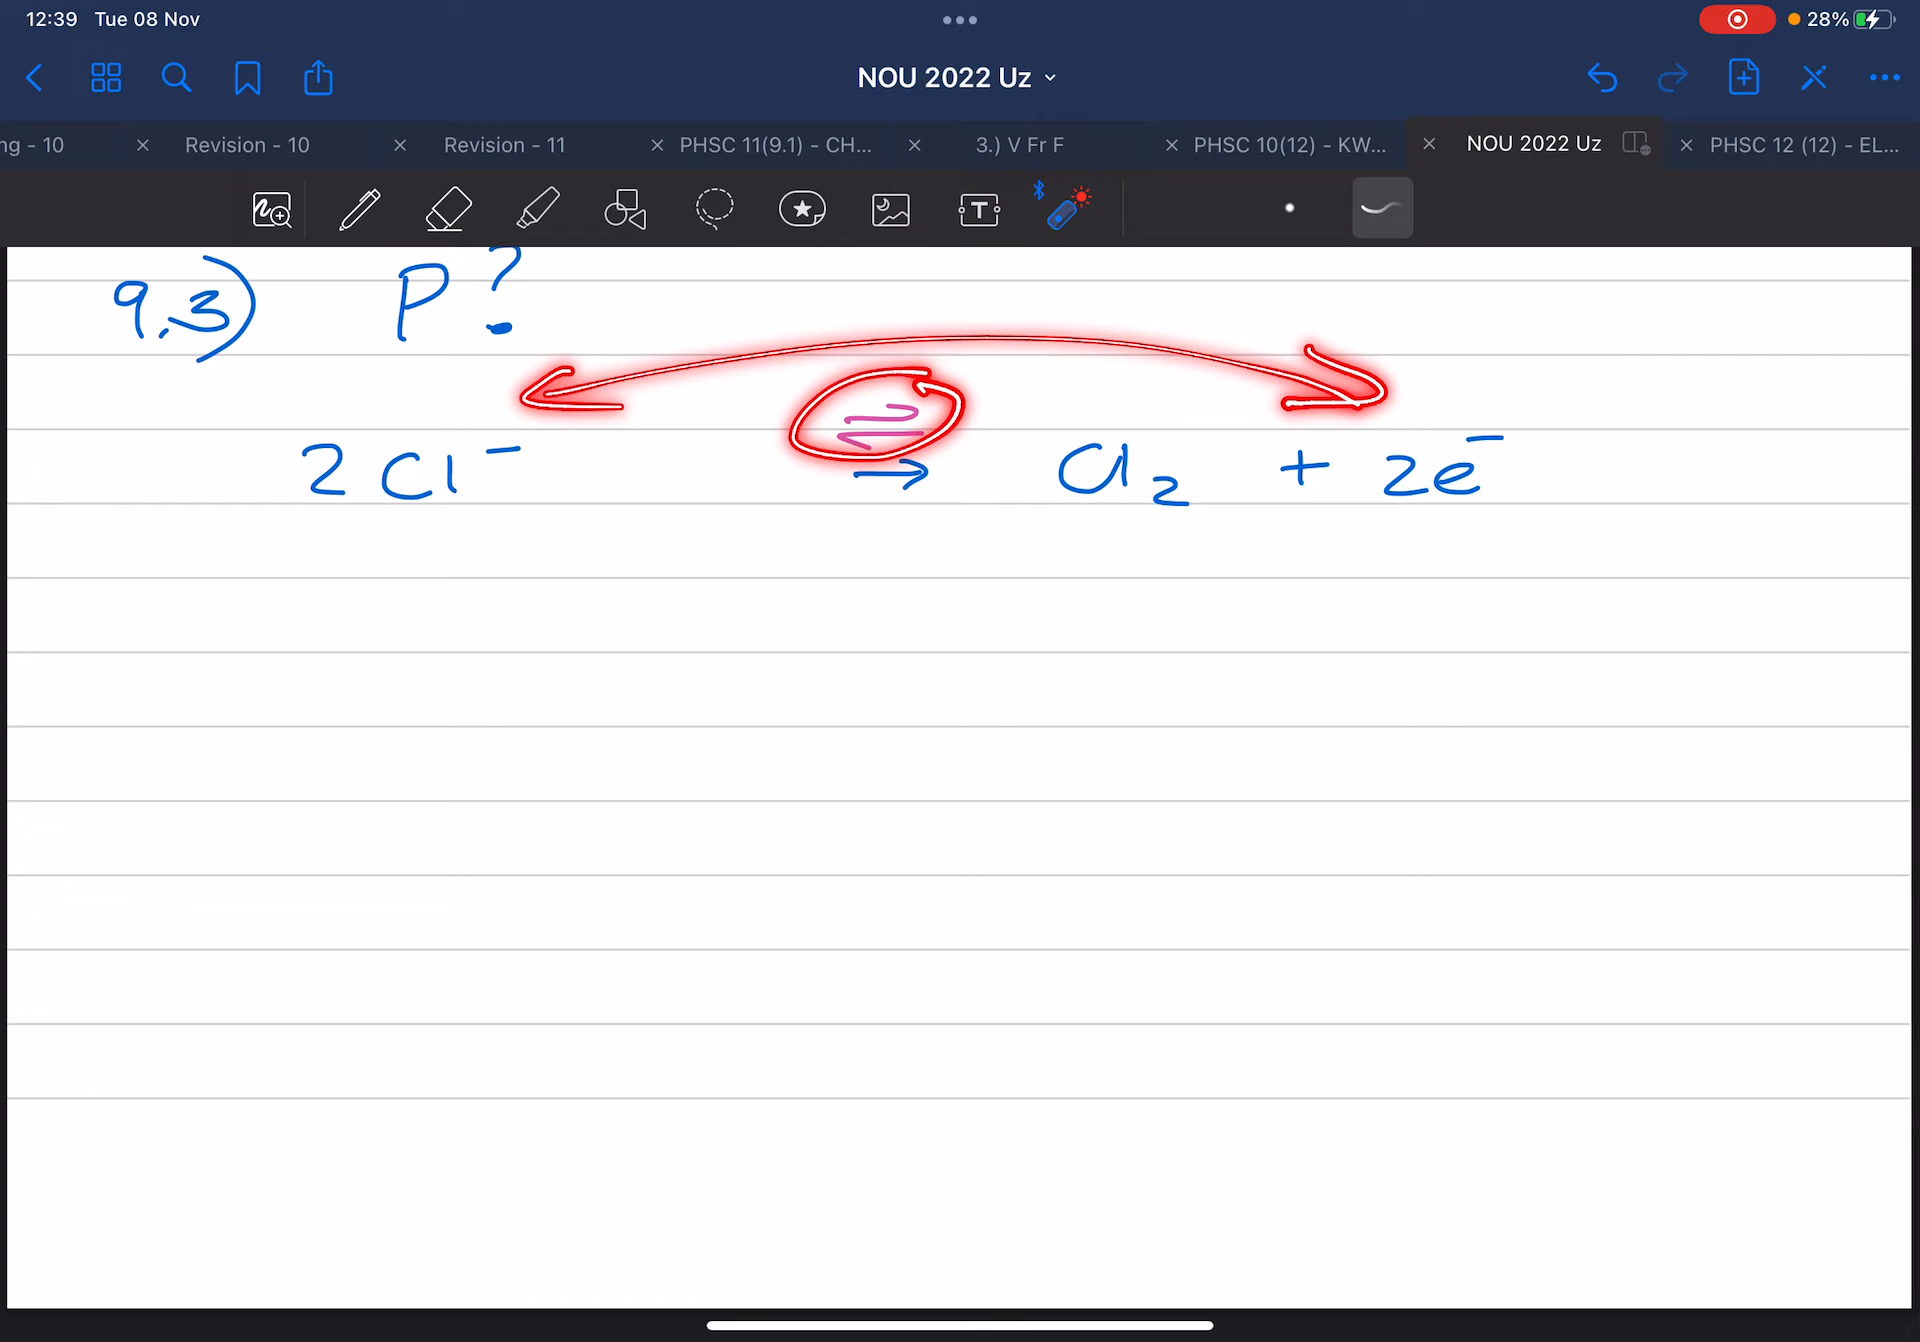 12:39 Tue 08 Nov 28%
NOU 2022 Uz
ng - 10 Revision - 10 Revision - 11 PHSC 11(9.1) - CH... 3.) V Fr F PHSC 10(12) - KW... NOU 2022 Uz PHSC 12 (12) - EL...
T
9.3) P?
⇌
2Cl⁻ → Cl₂ + 2e⁻